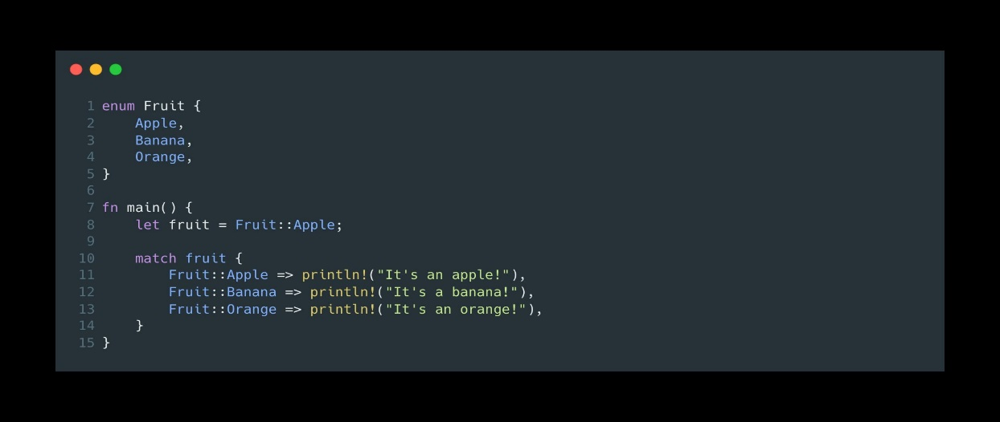 1 enum Fruit {
2     Apple,
3     Banana,
4     Orange,
5 }
6
7 fn main() {
8     let fruit = Fruit::Apple;
9
10     match fruit {
11         Fruit::Apple => println!("It's an apple!"),
12         Fruit::Banana => println!("It's a banana!"),
13         Fruit::Orange => println!("It's an orange!"),
14     }
15 }